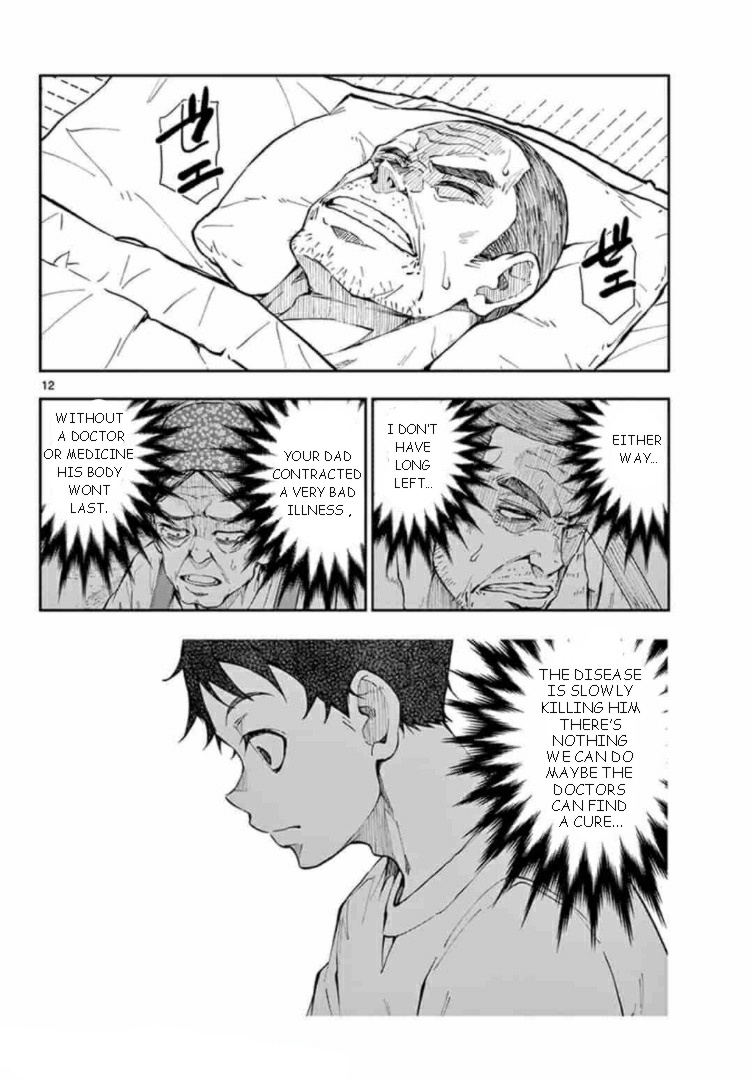 ゼエ
ゼエ
12
EITHER
WAY...
I DON'T
HAVE
LONG
LEFT...
YOUR DAD
CONTRACTED
A VERY BAD
ILLNESS ,
WITHOUT
A DOCTOR
OR MEDICINE
HIS BODY
WONT
LAST.
THE DISEASE
IS SLOWLY
KILLING HIM
THERE'S
NOTHING
WE CAN DO
MAYBE THE
DOCTORS
CAN FIND
A CURE...